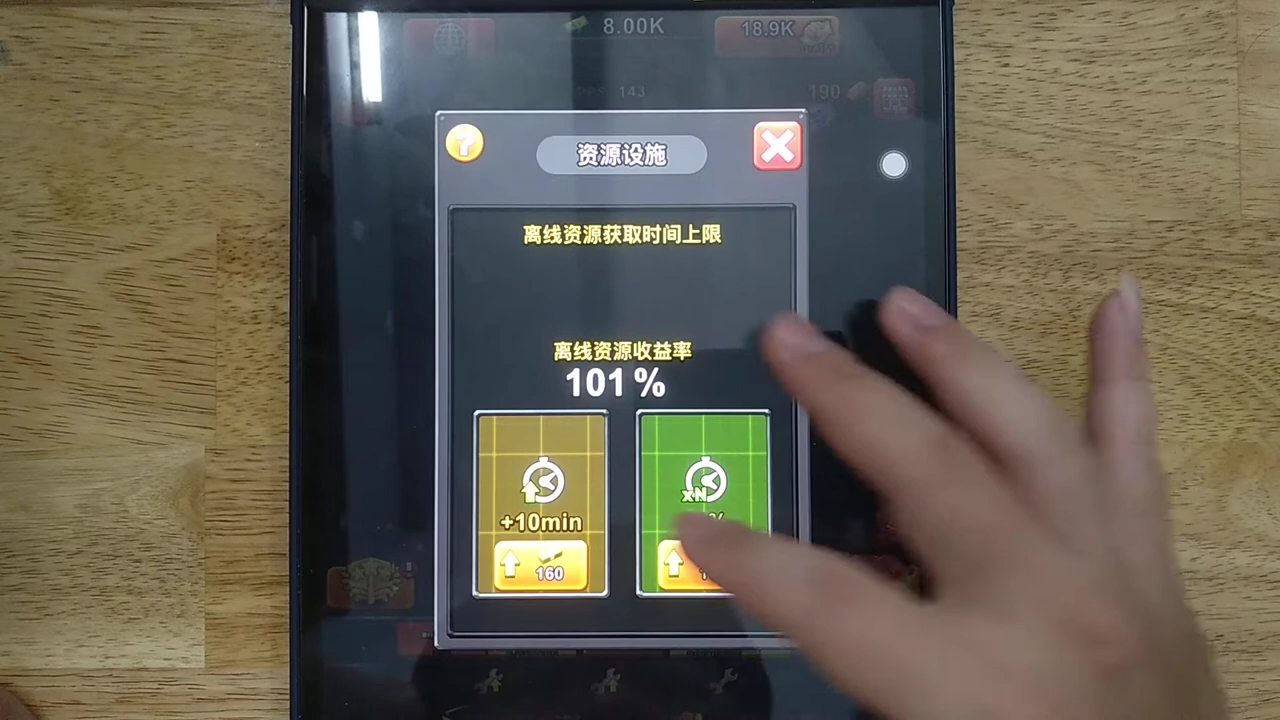 8.00K
18.9K
143
190
?
资源设施
离线资源获取时间上限
离线资源收益率
101%
xN
+10min
%
160